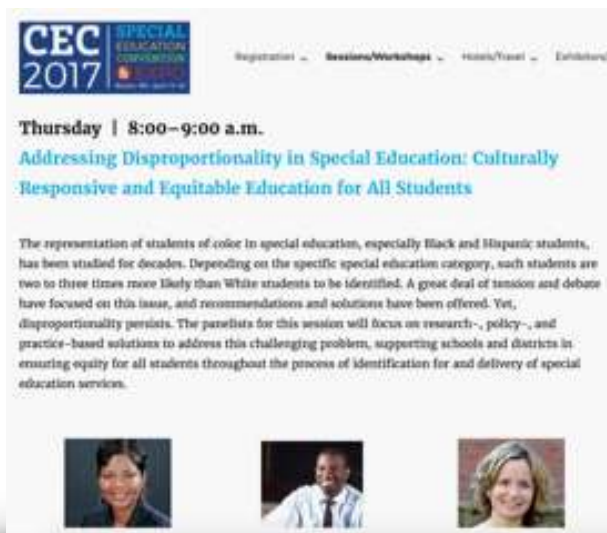 CEC
2017
SPECIAL
EDUCATION
CONVENTION
& EXPO
Registration
Sessions/Workshops
Hotels/Travel
Thursday | 8:00–9:00 a.m.
Addressing Disproportionality in Special Education: Culturally
Responsive and Equitable Education for All Students
The representation of students of color in special education, especially Black and Hispanic students,
has been studied for decades. Depending on the specific special education category, such students are
two to three times more likely than White students to be identified. A great deal of tension and debate
have focused on this issue, and recommendations and solutions have been offered. Yet,
disproportionality persists. The panelists for this session will focus on research-, policy-, and
practice-based solutions to address this challenging problem, supporting schools and districts in
ensuring equity for all students throughout the process of identification for and delivery of special
education services.